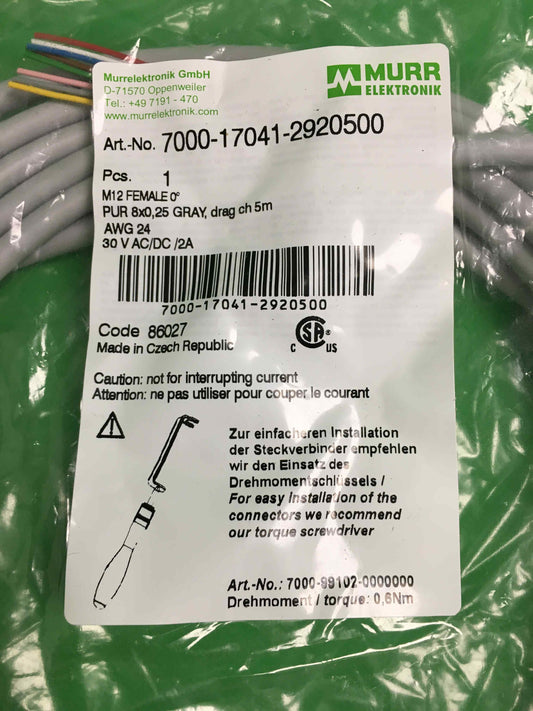 Murrelektronik GmbH
D-71570 Oppenweiler
Tel.: +49 7191 - 470
www.murrelektronik.com
MURR
ELEKTRONIK
Art.-No. 7000-17041-2920500
Pcs. 1
M12 FEMALE 0°
PUR 8x0,25 GRAY, drag ch 5m
AWG 24
30 V AC/DC /2A
7000-17041-2920500
Code 86027
Made in Czech Republic
C SA ® US
Caution: not for interrupting current
Attention: ne pas utiliser pour couper le courant
Zur einfacheren Installation
der Steckverbinder empfehlen
wir den Einsatz des
Drehmomentschlüssels /
For easy installation of the
connectors we recommend
our torque screwdriver
Art.-No.: 7000-99102-0000000
Drehmoment / torque: 0,6Nm